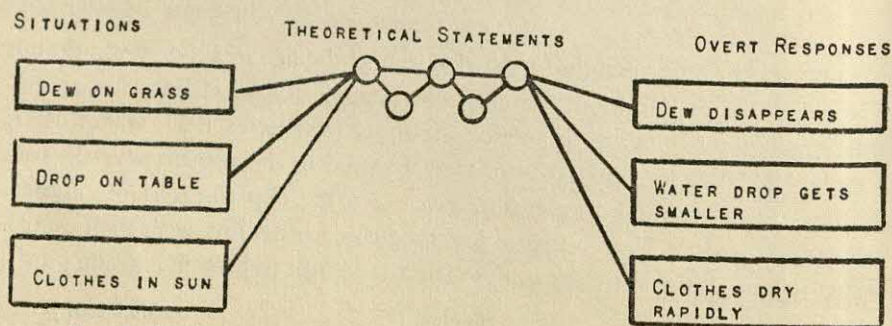 SITUATIONS
THEORETICAL STATEMENTS
OVERT RESPONSES
DEW ON GRASS
DROP ON TABLE
CLOTHES IN SUN
DEW DISAPPEARS
WATER DROP GETS
SMALLER
CLOTHES DRY
RAPIDLY